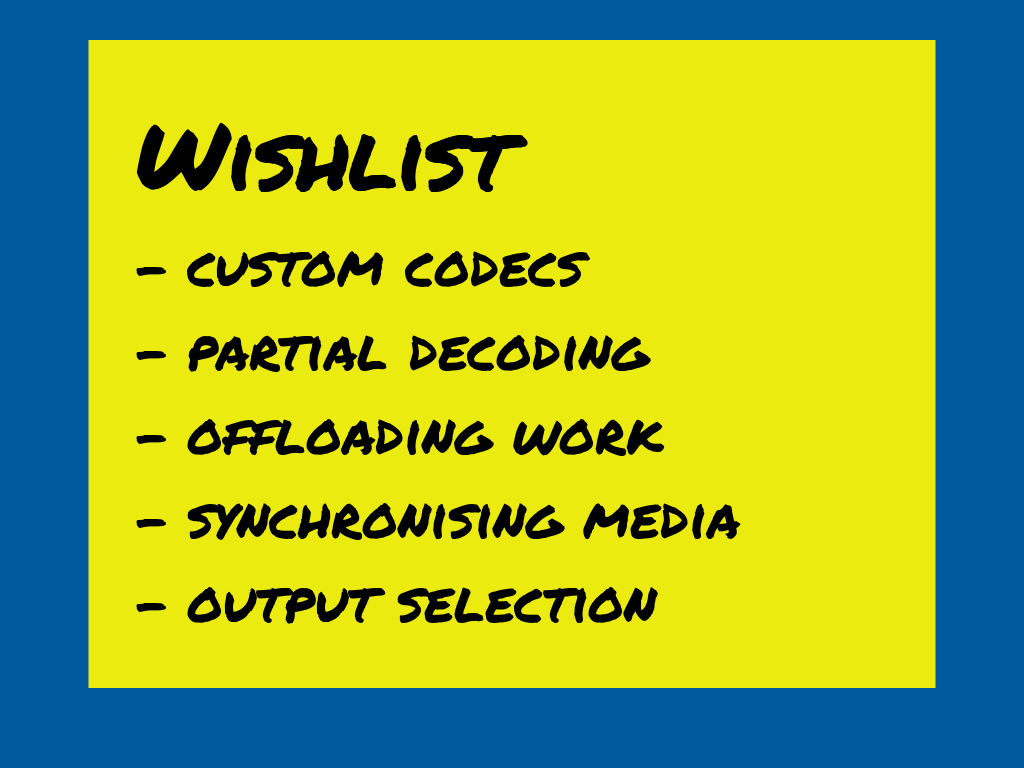 Wishlist
- custom codecs
- partial decoding
- offloading work
- synchronising media
- output selection